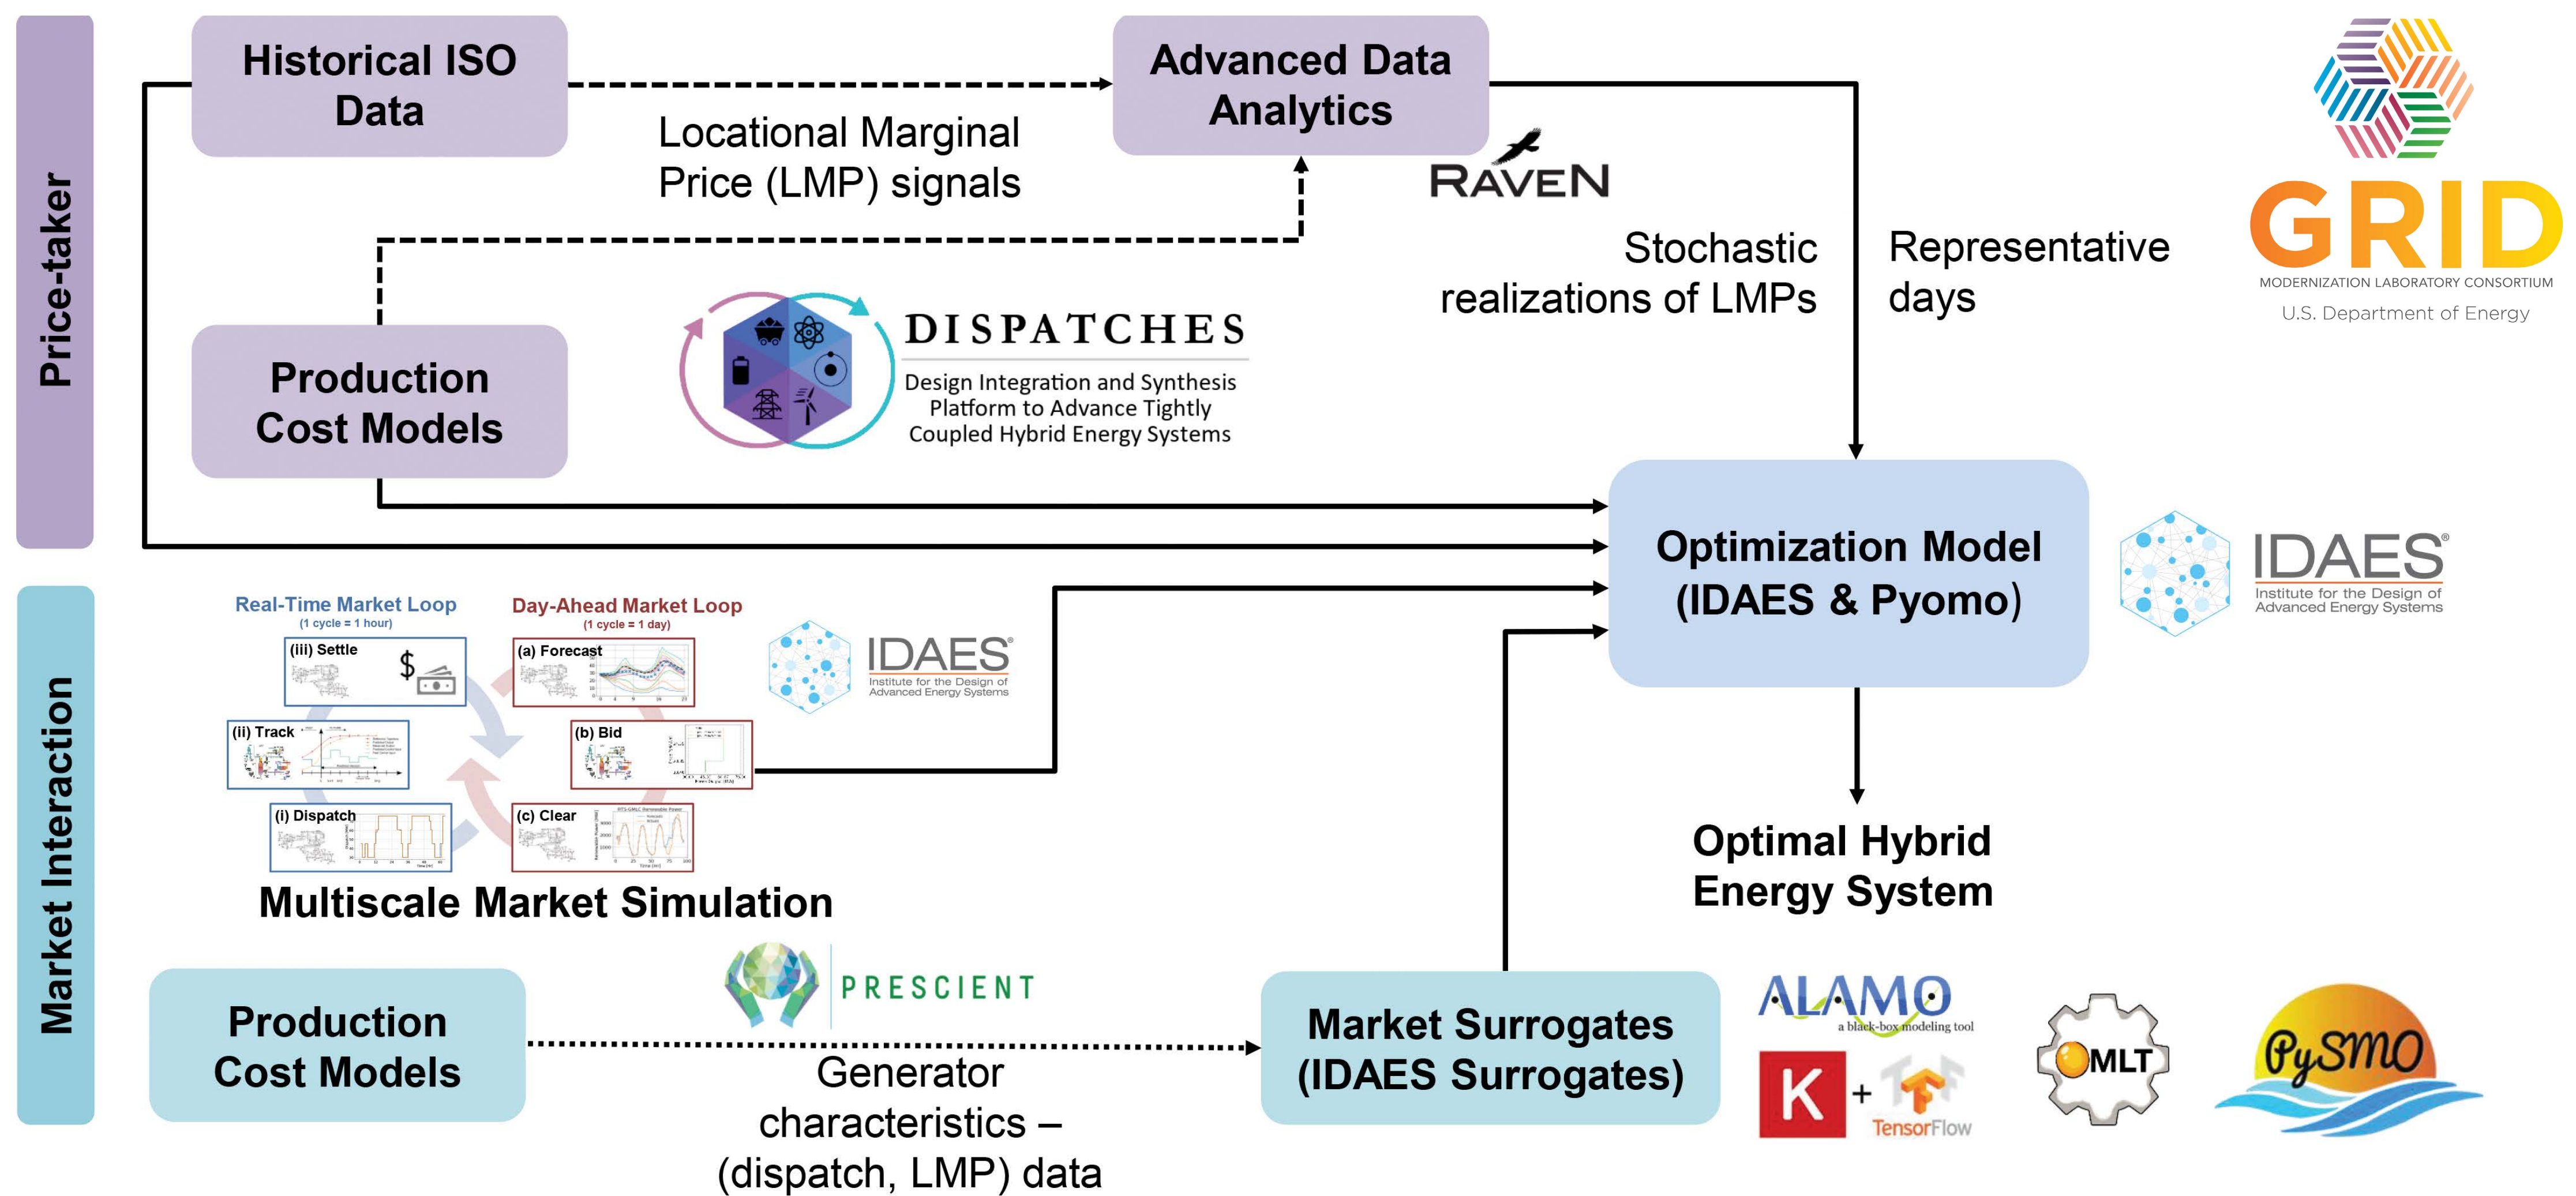 Price-taker
Historical ISO
Data
Locational Marginal
Price (LMP) signals
Advanced Data
Analytics
RAVEN
Stochastic
realizations of LMPs
Representative
days
GRID
MODERNIZATION LABORATORY CONSORTIUM
U.S. Department of Energy
Production
Cost Models
DISPATCHES
Design Integration and Synthesis
Platform to Advance Tightly
Coupled Hybrid Energy Systems
Optimization Model
(IDAES & Pyomo)
IDAES®
Institute for the Design of
Advanced Energy Systems
Market Interaction
Real-Time Market Loop
(1 cycle = 1 hour)
(iii) Settle
$
(ii) Track
(i) Dispatch
Day-Ahead Market Loop
(1 cycle = 1 day)
(a) Forecast
(b) Bid
(c) Clear
IDAES®
Institute for the Design of
Advanced Energy Systems
Multiscale Market Simulation
Optimal Hybrid
Energy System
Production
Cost Models
PRESCIENT
Generator
characteristics –
(dispatch, LMP) data
Market Surrogates
(IDAES Surrogates)
ALAMO
a black-box modeling tool
K + TensorFlow
OMLT
PySMO